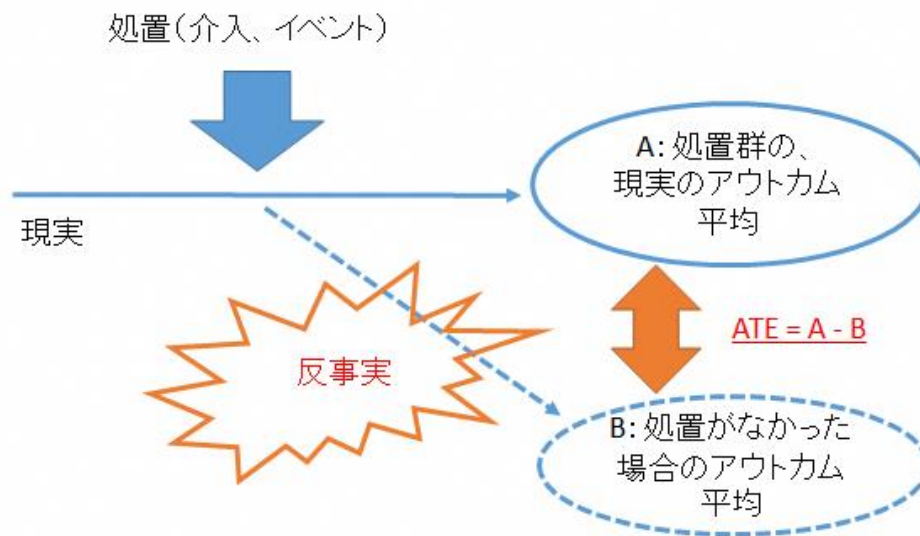 処置(介入、イベント)
現実
A: 処置群の、
現実のアウトカム
平均
反事実
ATE = A - B
B: 処置がなかった
場合のアウトカム
平均